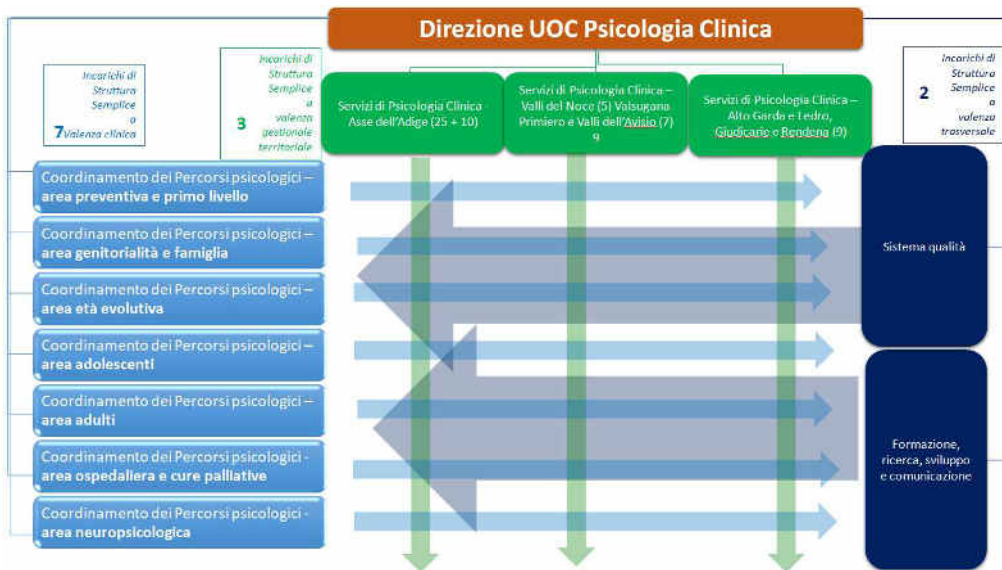 Direzione UOC Psicologia Clinica
Incarichi di
Struttura
Semplice
a
7 Valenza clinica
3
Incarichi di
Struttura
Semplice
a
valenza
gestionale
territoriale
Servizi di Psicologia Clinica -
Asse dell'Adige (25 + 10)
Servizi di Psicologia Clinica –
Valli del Noce (5) Valsugana
Primiero e Valli dell'Avisio (7)
9
Servizi di Psicologia Clinica –
Alto Garda e Ledro,
Giudicarie e Rendena (9)
2
Incarichi di
Struttura
Semplice
a
valenza
trasversale
Coordinamento dei Percorsi psicologici –
area preventiva e primo livello
Coordinamento dei Percorsi psicologici –
area genitorialità e famiglia
Coordinamento dei Percorsi psicologici –
area età evolutiva
Coordinamento dei Percorsi psicologici –
area adolescenti
Coordinamento dei Percorsi psicologici –
area adulti
Coordinamento dei Percorsi psicologici -
area ospedaliera e cure palliative
Coordinamento dei Percorsi psicologici -
area neuropsicologica
Sistema qualità
Formazione,
ricerca, sviluppo
e comunicazione